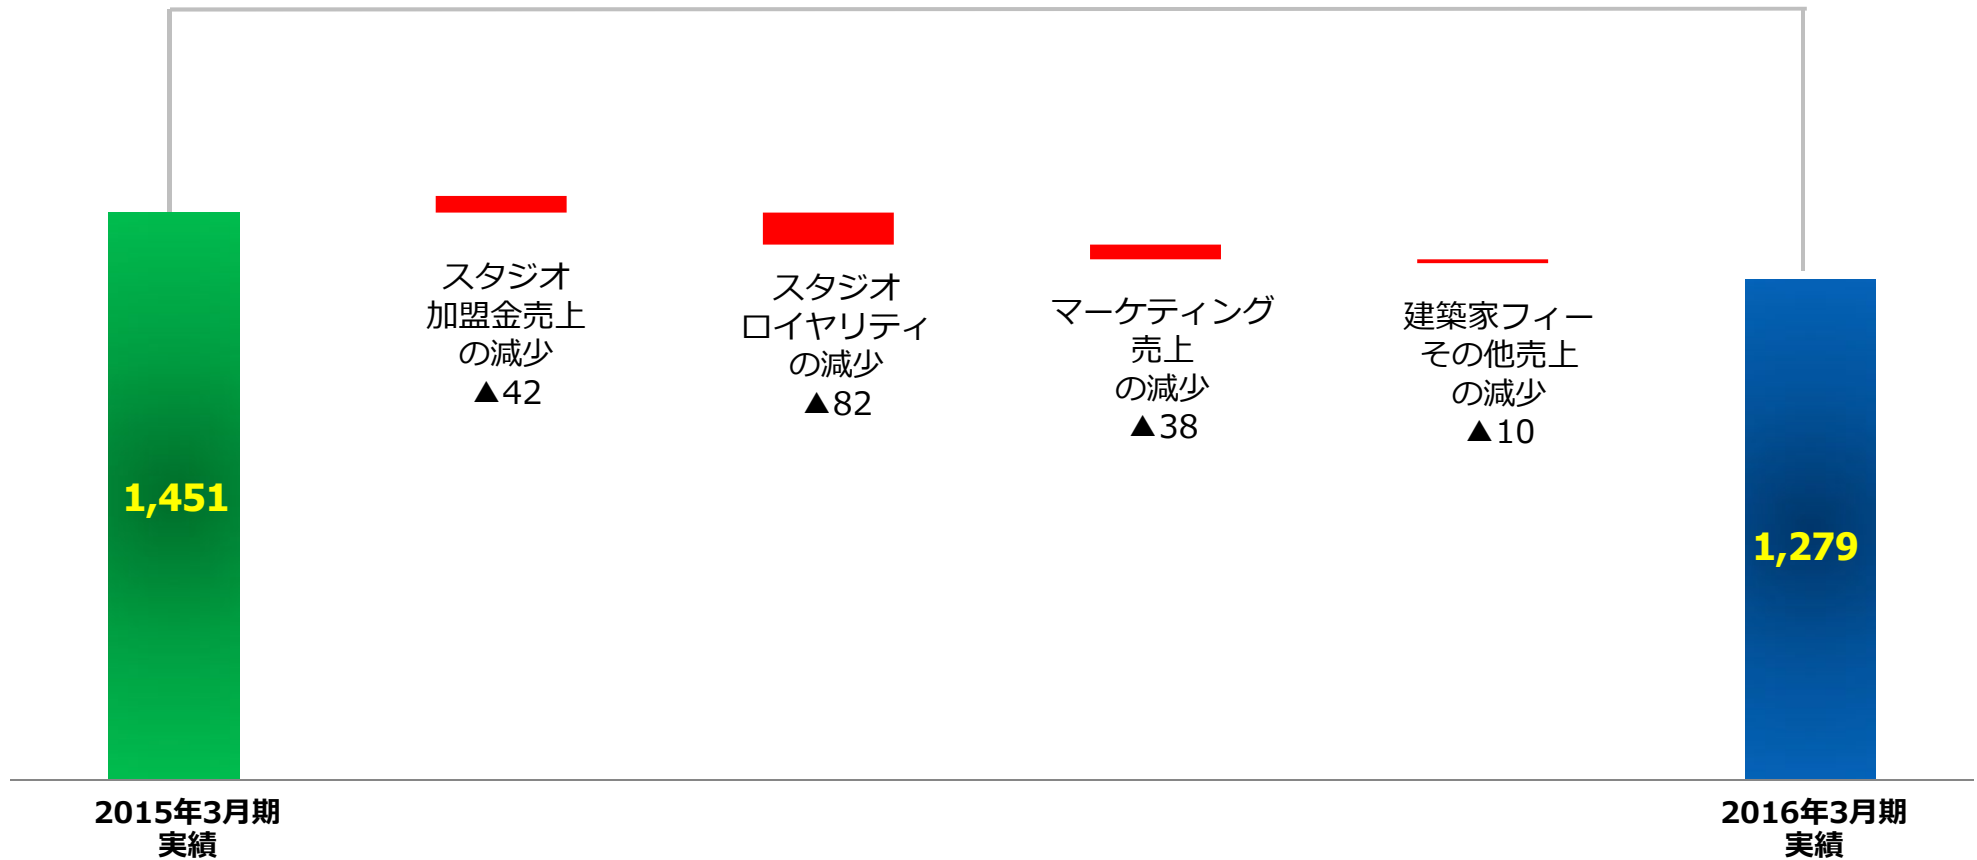 スタジオ
加盟金売上
の減少
▲42
スタジオ
ロイヤリティ
の減少
▲82
マーケティング
売上
の減少
▲38
建築家フィー
その他売上
の減少
▲10
1,451
1,279
2015年3月期
実績
2016年3月期
実績